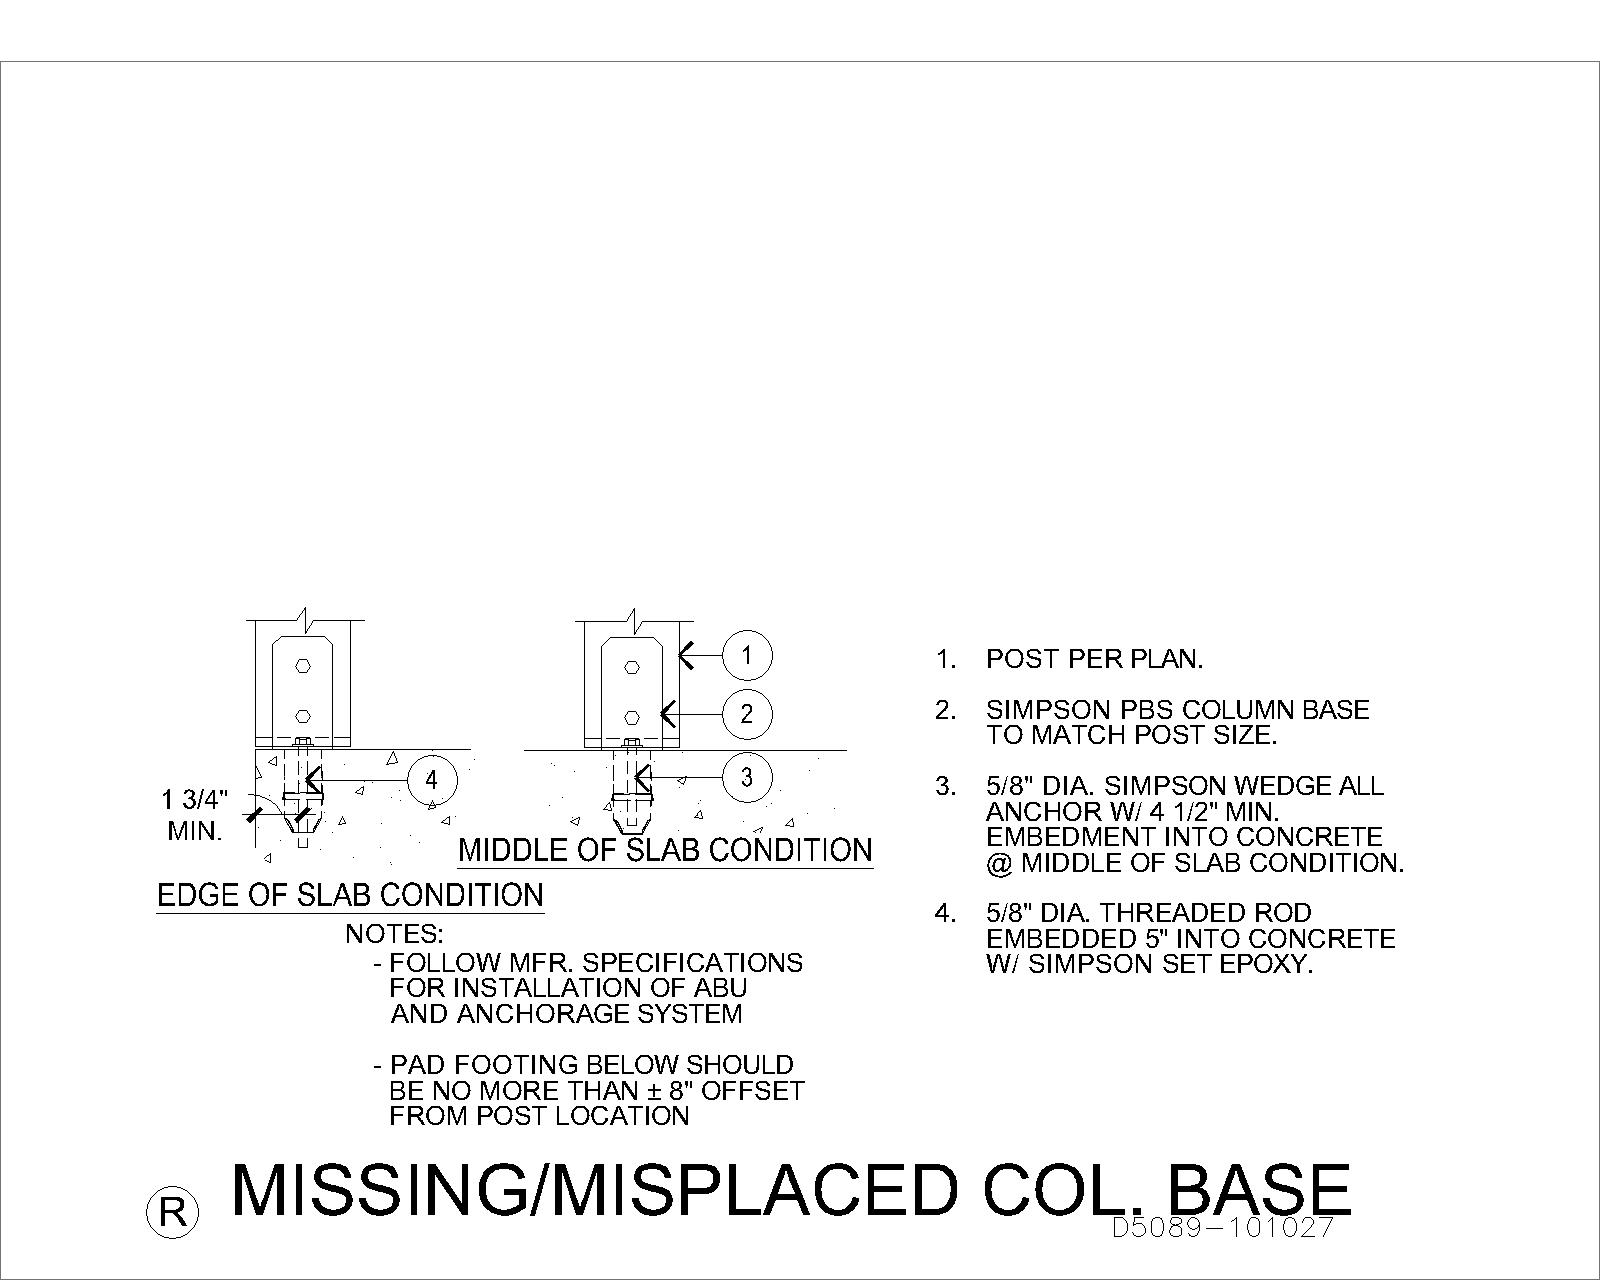 1
2
3
4
1 3/4"
MIN.
MIDDLE OF SLAB CONDITION
EDGE OF SLAB CONDITION
NOTES:
- FOLLOW MFR. SPECIFICATIONS
FOR INSTALLATION OF ABU
AND ANCHORAGE SYSTEM
- PAD FOOTING BELOW SHOULD
BE NO MORE THAN ± 8" OFFSET
FROM POST LOCATION
1. POST PER PLAN.
2. SIMPSON PBS COLUMN BASE
TO MATCH POST SIZE.
3. 5/8" DIA. SIMPSON WEDGE ALL
ANCHOR W/ 4 1/2" MIN.
EMBEDMENT INTO CONCRETE
@ MIDDLE OF SLAB CONDITION.
4. 5/8" DIA. THREADED ROD
EMBEDDED 5" INTO CONCRETE
W/ SIMPSON SET EPOXY.
R MISSING/MISPLACED COL. BASE
D5089-101027